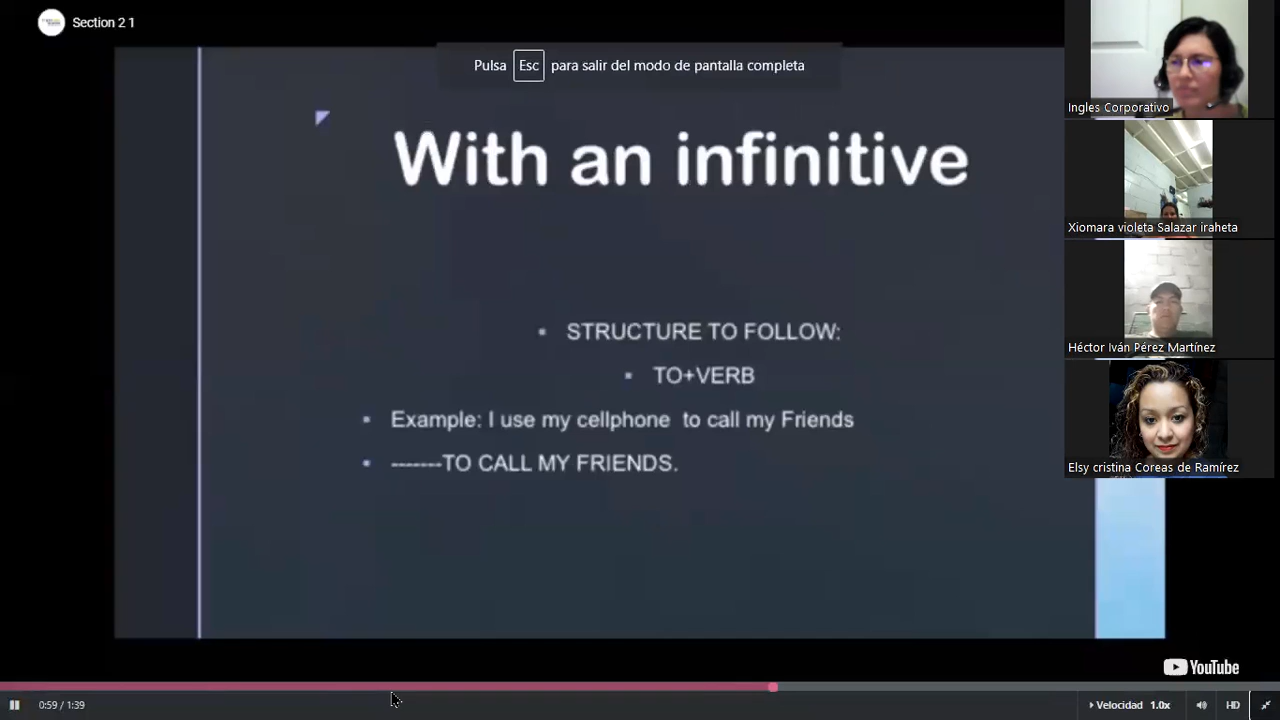 Section 2 1
Pulsa Esc para salir del modo de pantalla completa
With an infinitive
▪ STRUCTURE TO FOLLOW:
▪ TO+VERB
▪ Example: I use my cellphone to call my Friends
▪ -------TO CALL MY FRIENDS.
Ingles Corporativo
Xiomara violeta Salazar iraheta
Héctor Iván Pérez Martínez
Elsy cristina Coreas de Ramírez
YouTube
0:59 / 1:39
Velocidad 1.0x
HD